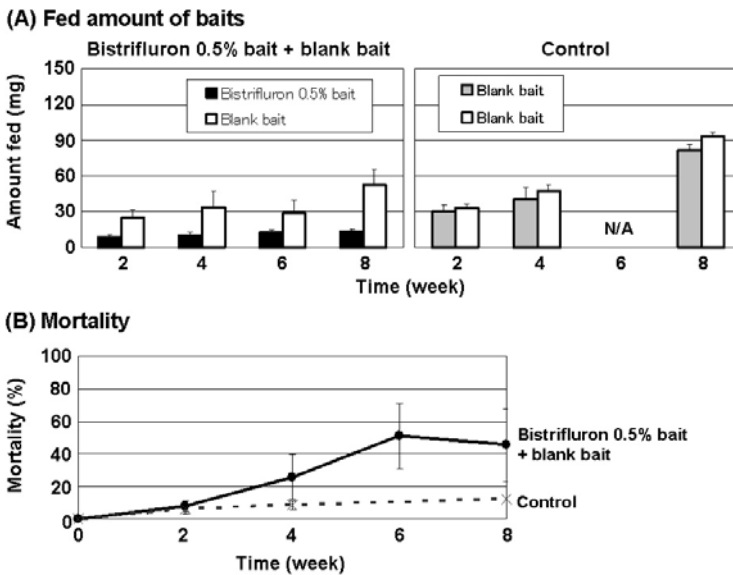 (A) Fed amount of baits
Bistrifluron 0.5% bait + blank bait
Control
Amount fed (mg)
150
120
90
60
30
0
Bistrifluron 0.5% bait
Blank bait
Blank bait
Blank bait
N/A
2 4 6 8 2 4 6 8
Time (week)
(B) Mortality
Mortality (%)
100
80
60
40
20
0
Bistrifluron 0.5% bait
+ blank bait
Control
0 2 4 6 8
Time (week)